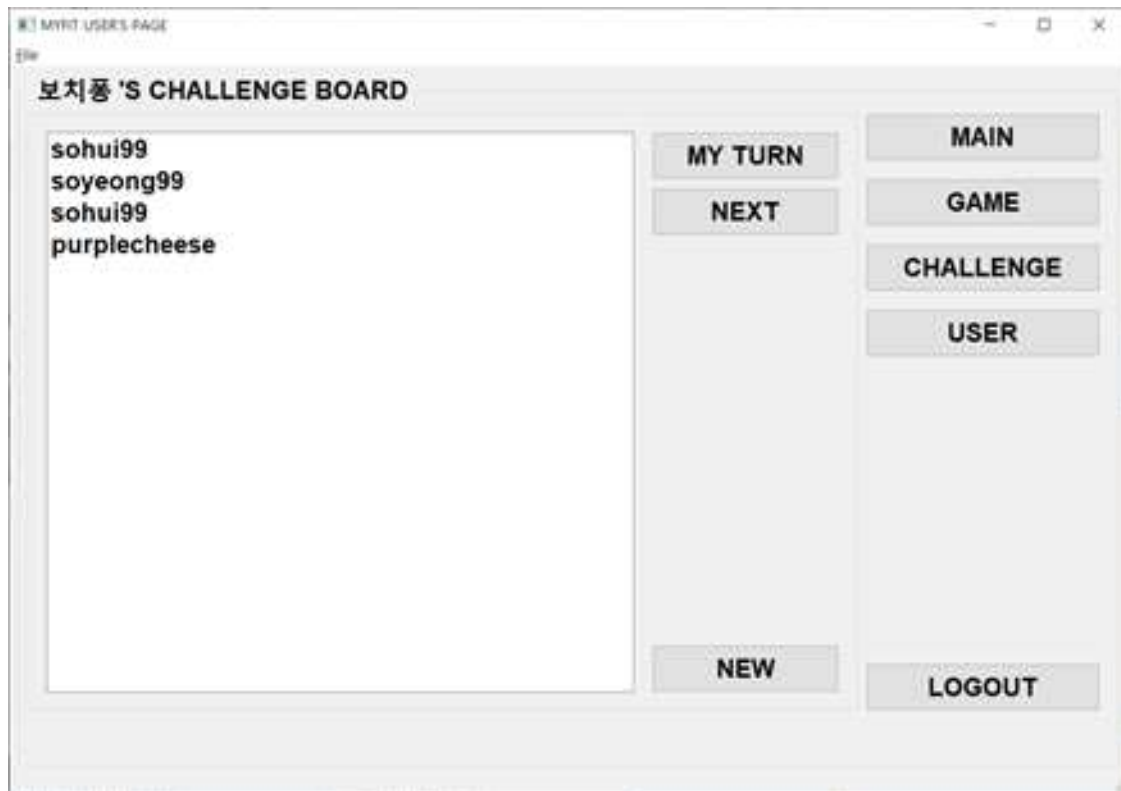 MYFIT USER'S PAGE
File
보치퐁 'S CHALLENGE BOARD
sohui99
soyeong99
sohui99
purplecheese
MY TURN
NEXT
NEW
MAIN
GAME
CHALLENGE
USER
LOGOUT